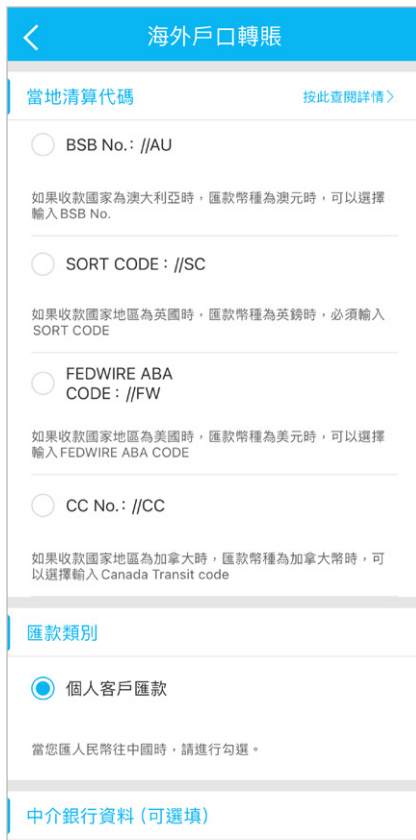 海外戶口轉賬
當地清算代碼 按此查閱詳情>
BSB No.: //AU
如果收款國家為澳大利亞時,匯款幣種為澳元時,可以選擇
輸入BSB No.
SORT CODE : //SC
如果收款國家地區為英國時,匯款幣種為英鎊時,必須輸入
SORT CODE
FEDWIRE ABA
CODE : //FW
如果收款國家地區為美國時,匯款幣種為美元時,可以選擇
輸入FEDWIRE ABA CODE
CC No.: //CC
如果收款國家地區為加拿大時,匯款幣種為加拿大幣時,可
以選擇輸入Canada Transit code
匯款類別
個人客戶匯款
當您匯人民幣往中國時,請進行勾選。
中介銀行資料 (可選填)